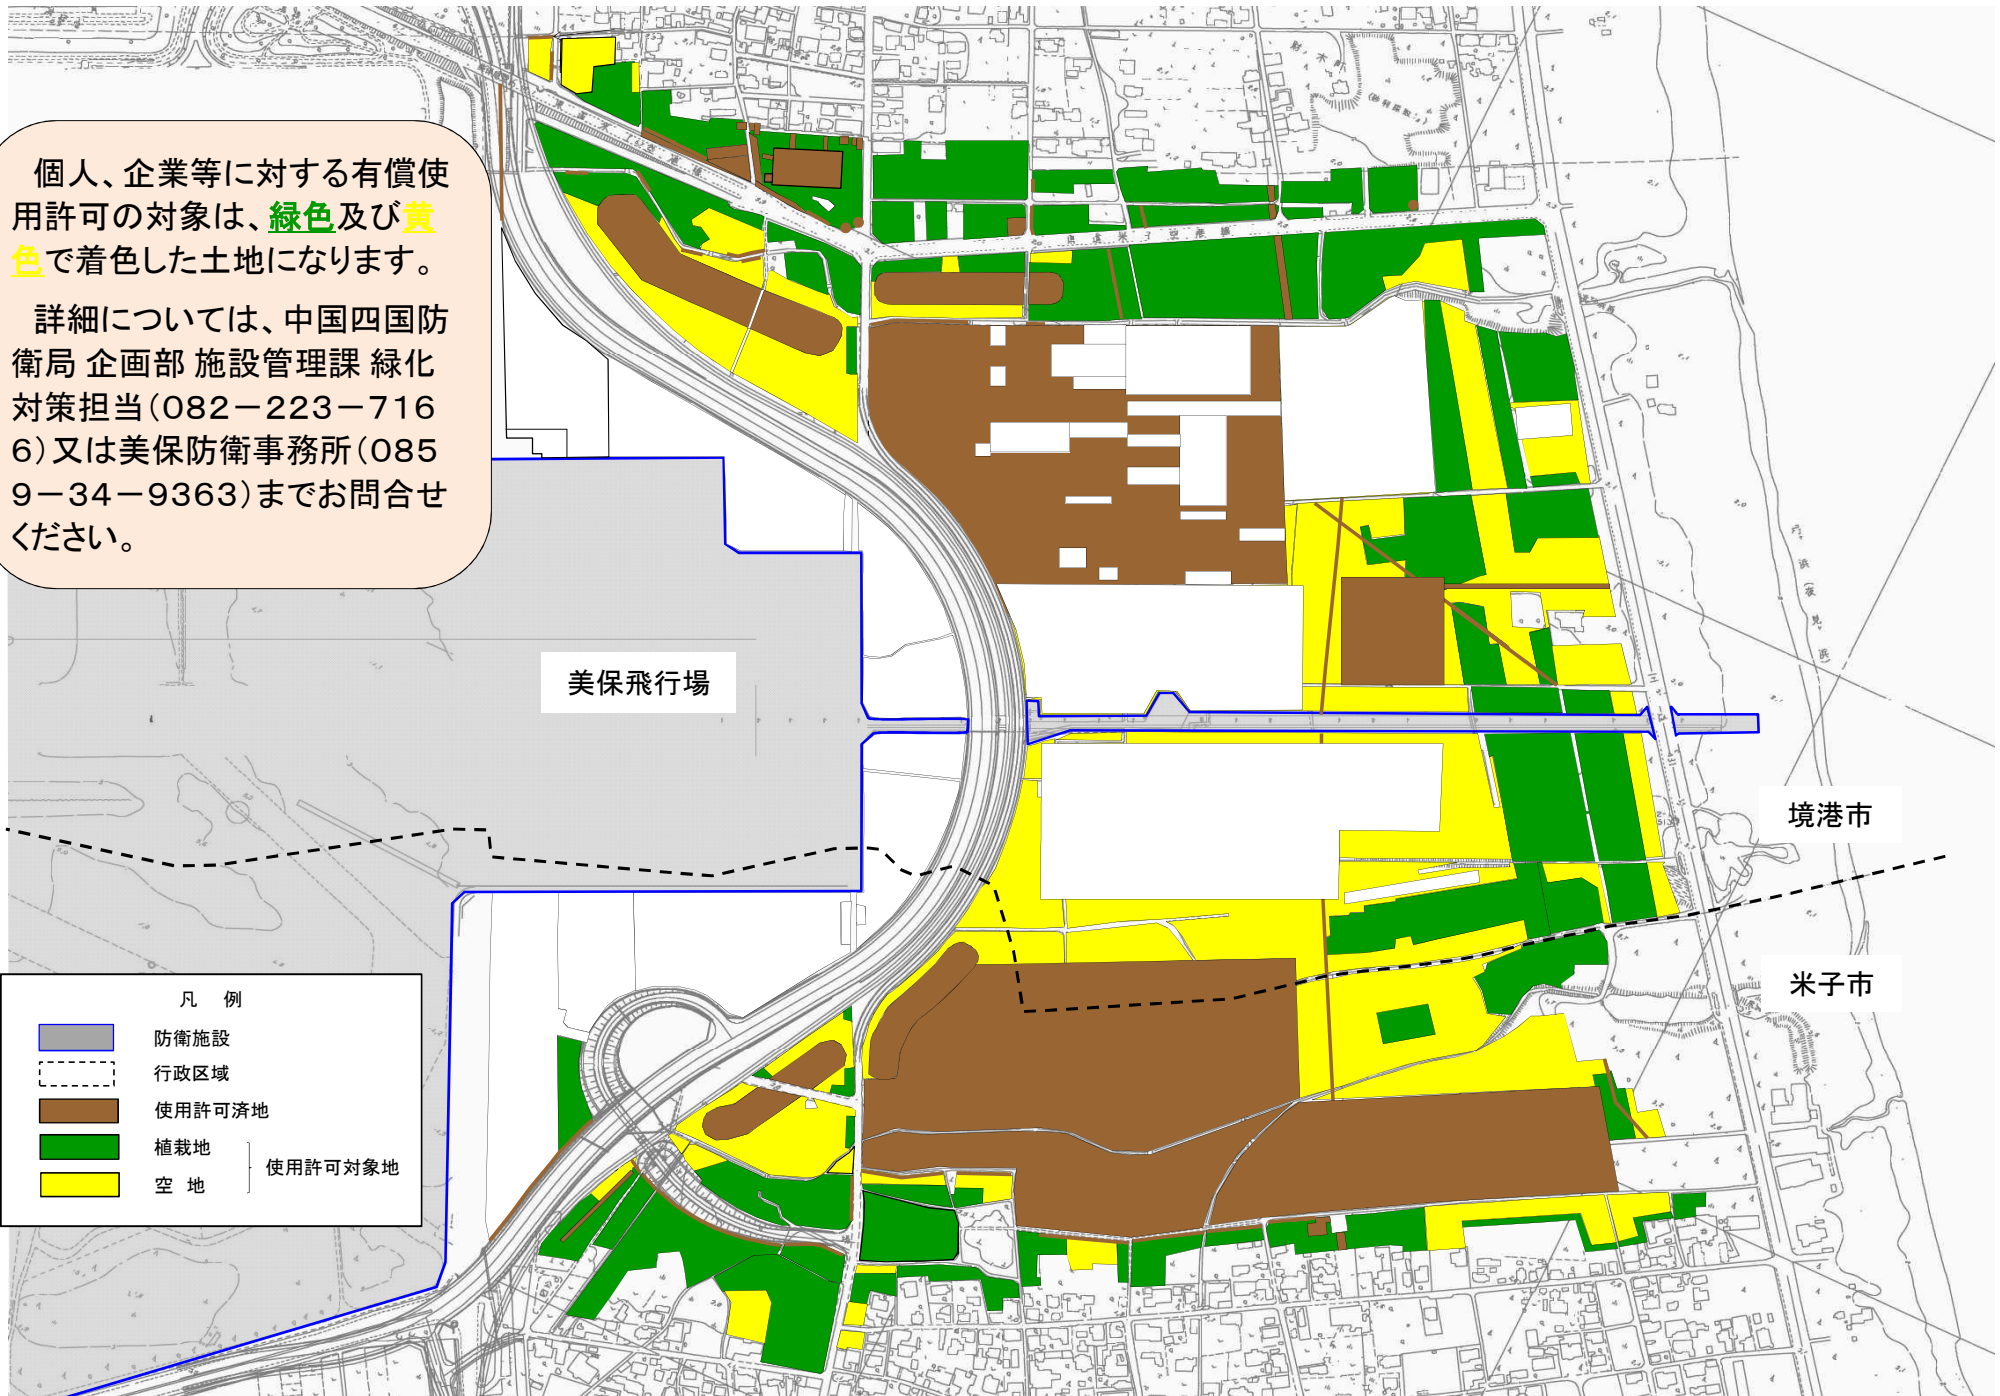 個人、企業等に対する有償使
用許可の対象は、緑色及び黄
色で着色した土地になります。
詳細については、中国四国防
衛局 企画部 施設管理課 緑化
対策担当(082－223－716
6)又は美保防衛事務所(085
9－34－9363)までお問合せ
ください。
美保飛行場
境港市
米子市
凡 例
防衛施設
行政区域
使用許可済地
植栽地
空 地
使用許可対象地